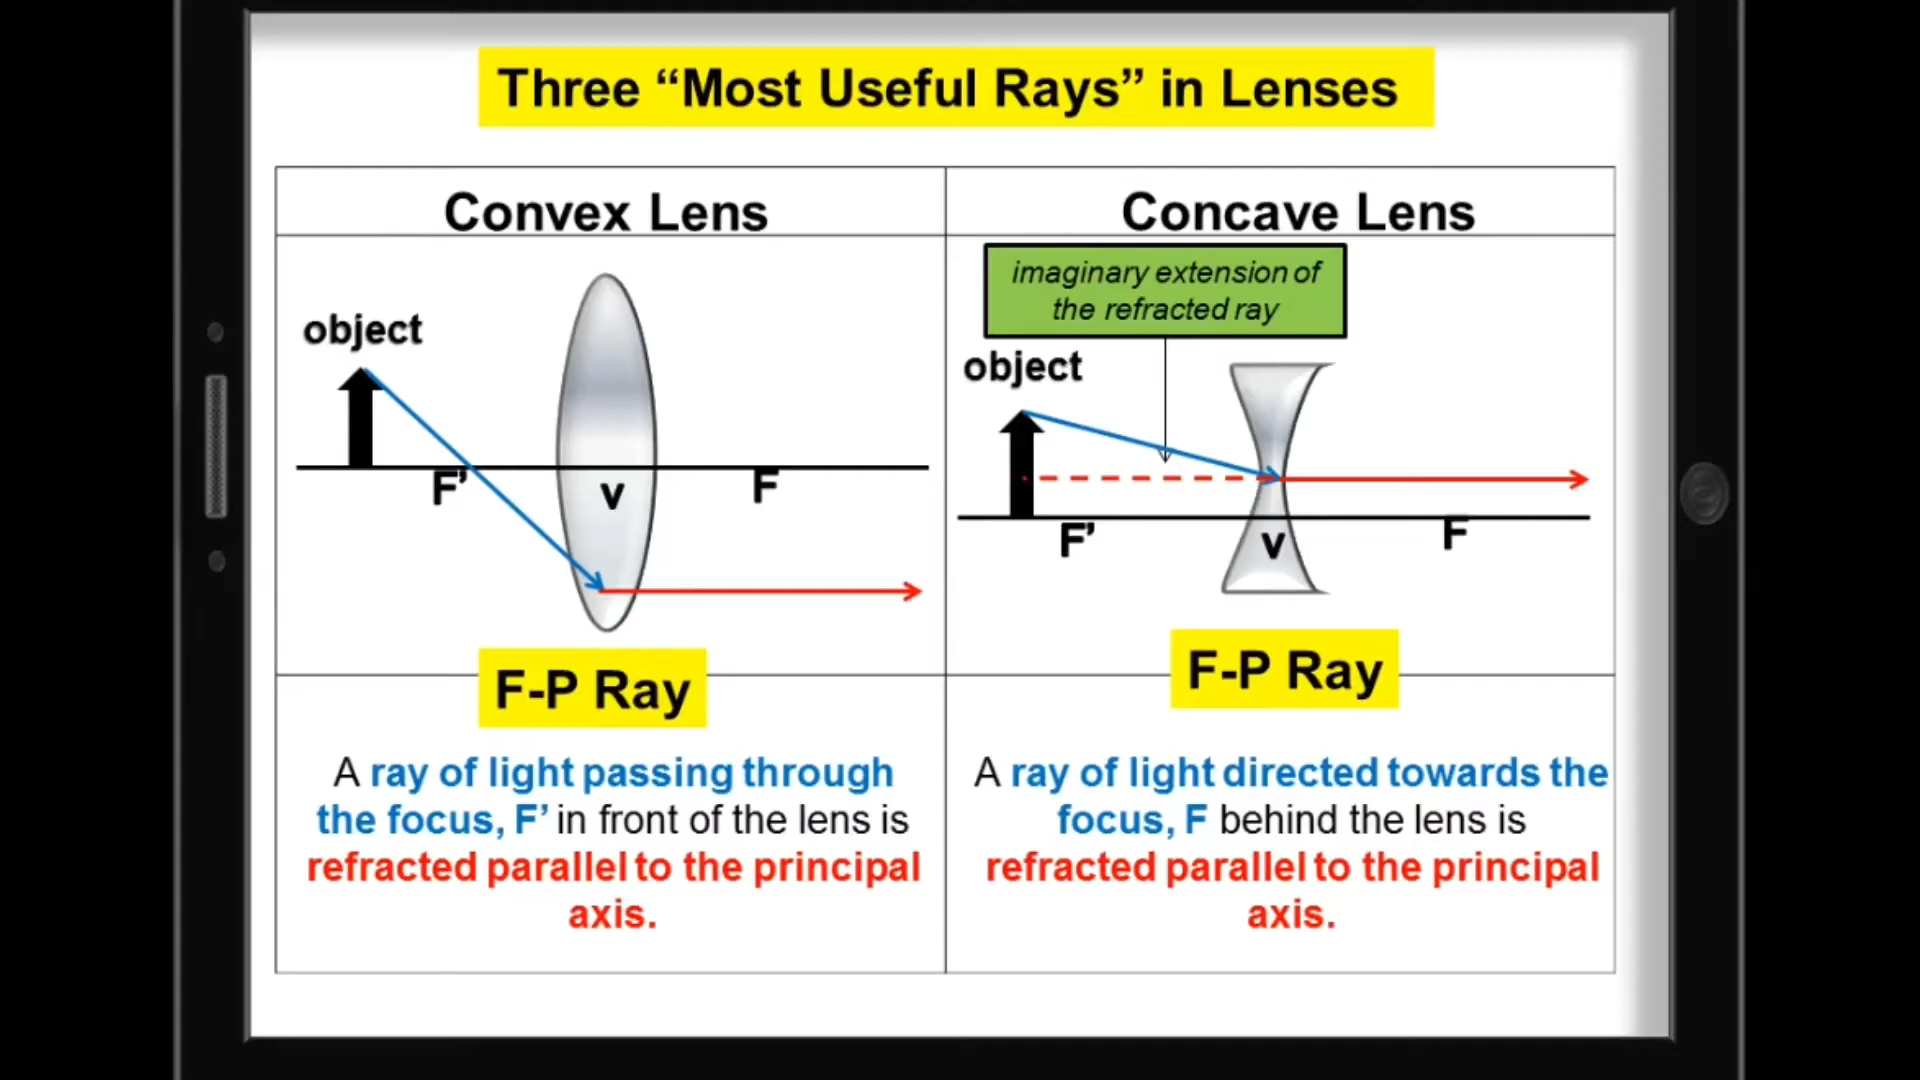 Three “Most Useful Rays” in Lenses
Convex Lens
Concave Lens
object
F’
v
F
imaginary extension of
the refracted ray
object
F’
v
F
F-P Ray
F-P Ray
A ray of light passing through
the focus, F’ in front of the lens is
refracted parallel to the principal
axis.
A ray of light directed towards the
focus, F behind the lens is
refracted parallel to the principal
axis.